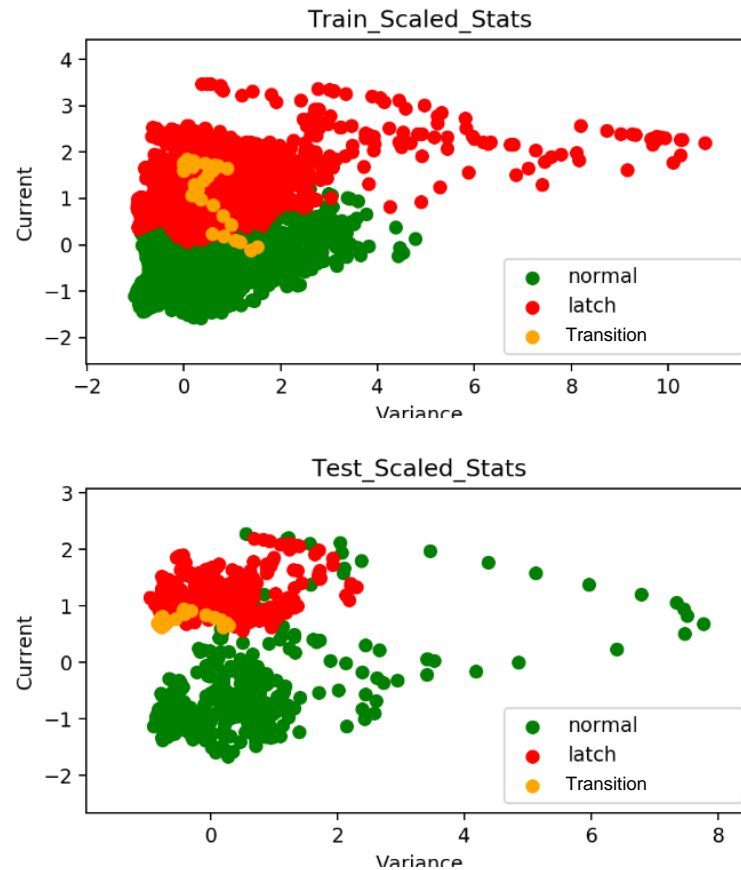 Train_Scaled_Stats
4
3
2
1
0
−1
−2
Current
normal
latch
Transition
−2 0 2 4 6 8 10
Variance
Test_Scaled_Stats
3
2
1
0
−1
−2
Current
normal
latch
Transition
0 2 4 6 8
Variance